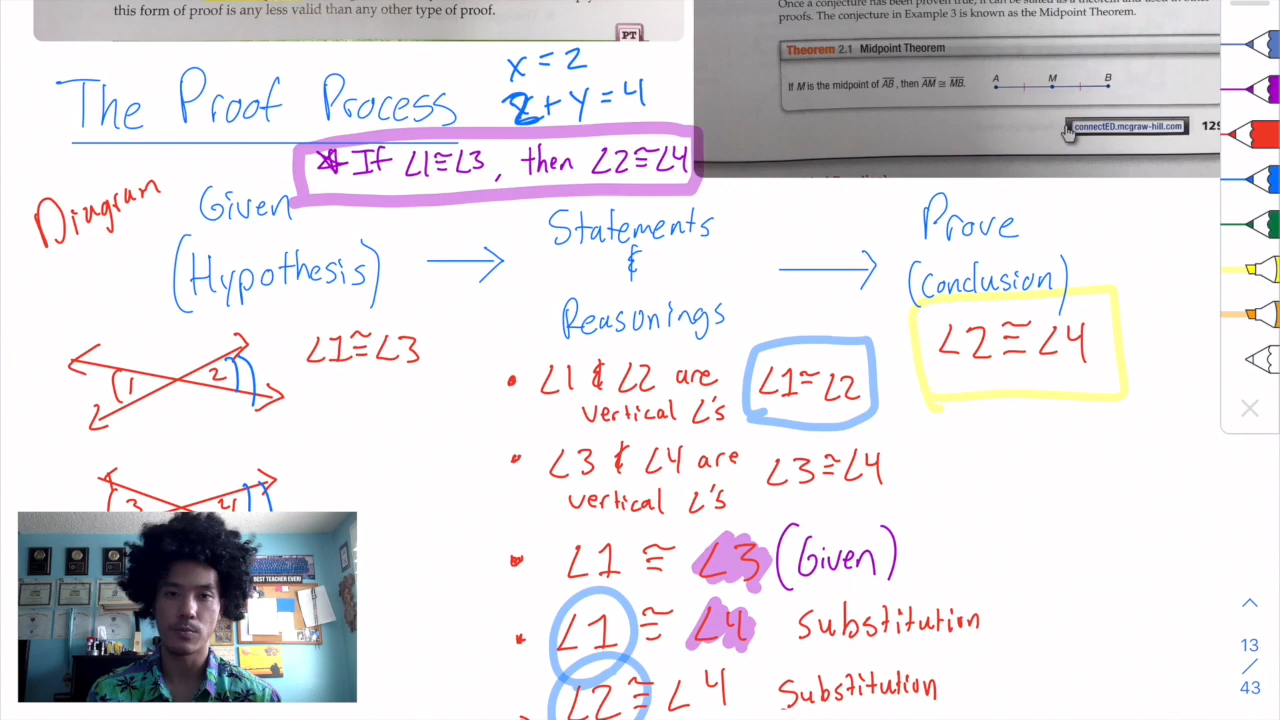 this form of proof is any less valid than any other type of proof.
PT
Once a conjecture has been proven true, it can be stated as a theorem and used in other
proofs. The conjecture in Example 3 is known as the Midpoint Theorem.
Theorem 2.1 Midpoint Theorem
If M is the midpoint of AB, then AM ≅ MB.
A M B
connectED.mcgraw-hill.com
129
The Proof Process
x = 2
x + y = 4
* If ∠1≅∠3, then ∠2≅∠4
Diagram
Given
(Hypothesis)
Statements
&
Reasonings
Prove
(Conclusion)
∠1≅∠3
1 2
3
∠2≅∠4
• ∠1 & ∠2 are
vertical ∠'s
∠1≅∠2
• ∠3 & ∠4 are
vertical ∠'s
∠3≅∠4
• ∠1 ≅ ∠3 (Given)
• ∠1 ≅ ∠4 Substitution
∠2 ≅ ∠4 Substitution
BEST TEACHER EVER!
13
/
43